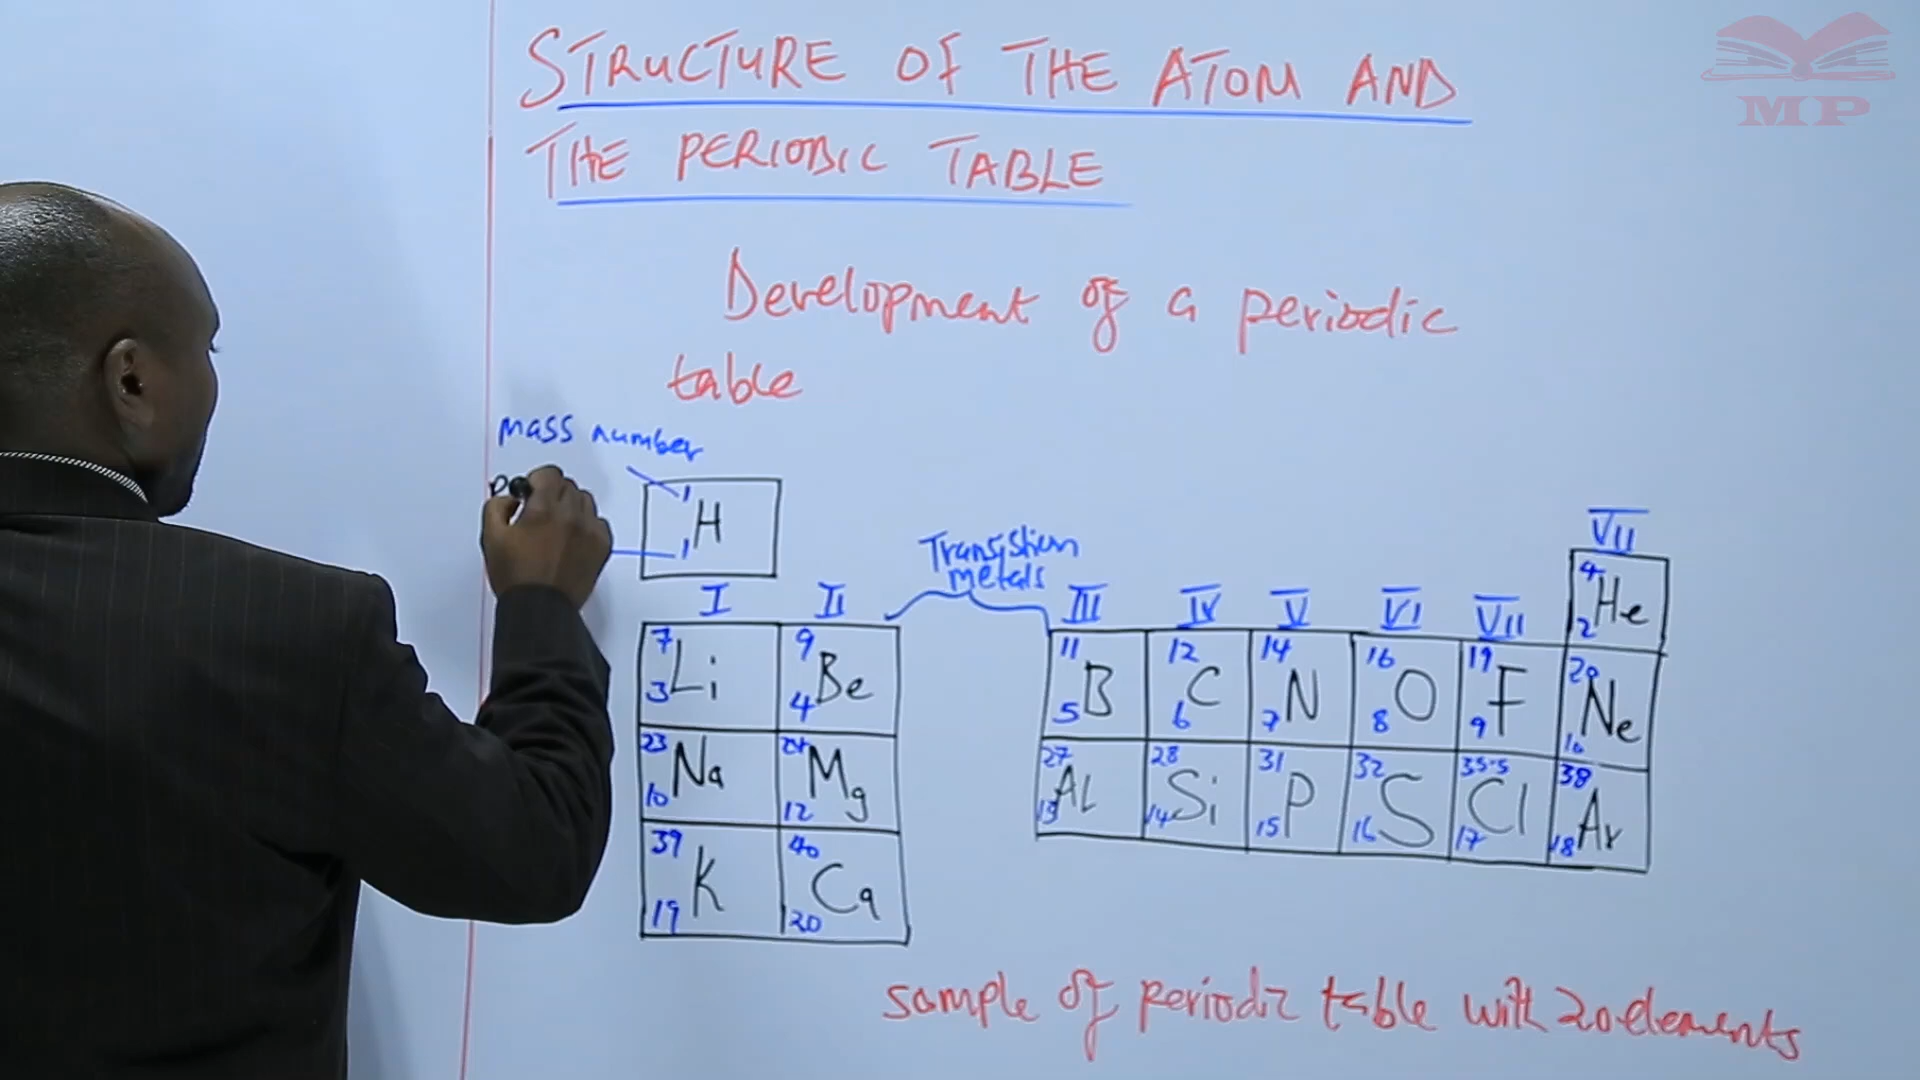 STRUCTURE OF THE ATOM AND
THE PERIODIC TABLE
MP
Development of a periodic
table
mass number
1
H
1
Transistion
metals
I II III IV V VI VII VII
4
He
2
7 9 11 12 14 16 19 20
Li Be B C N O F Ne
3 4 5 6 7 8 9 10
23 24 27 28 31 32 35.5 38
Na Mg AL Si P S Cl Ar
10 12 13 14 15 16 17 18
39 40
K Ca
19 20
sample of periodic table with 20 elements